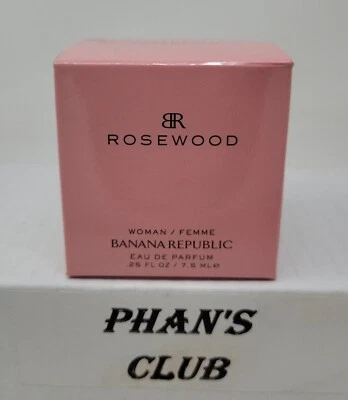 BR
ROSEWOOD
WOMAN / FEMME
BANANA REPUBLIC
EAU DE PARFUM
.25 FL OZ / 7.5 ML℮
PHAN'S
CLUB